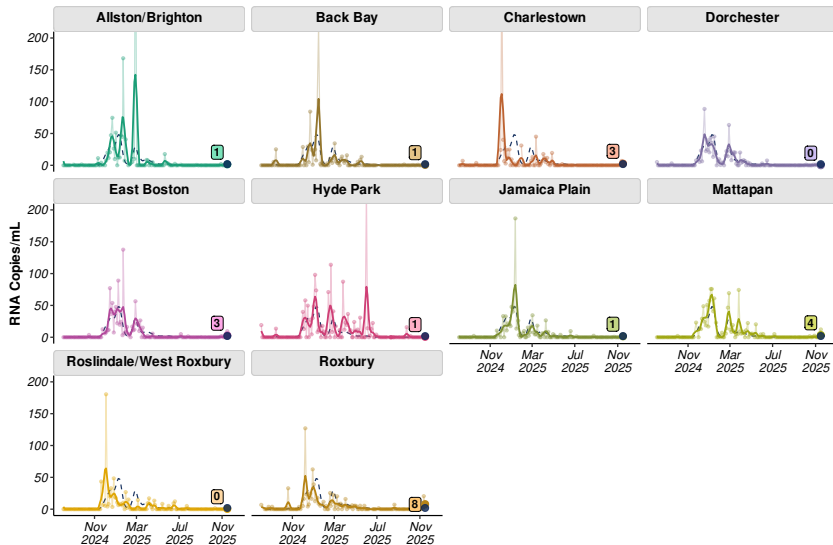 Allston/Brighton Back Bay Charlestown Dorchester
200
150
100
50
0
1 1 3 0
East Boston Hyde Park Jamaica Plain Mattapan
RNA Copies/mL
200
150
100
50
0
3 1 1 4
Nov Mar Jul Nov Nov Mar Jul Nov
2024 2025 2025 2025 2024 2025 2025 2025
Roslindale/West Roxbury Roxbury
200
150
100
50
0
0 8
Nov Mar Jul Nov Nov Mar Jul Nov
2024 2025 2025 2025 2024 2025 2025 2025